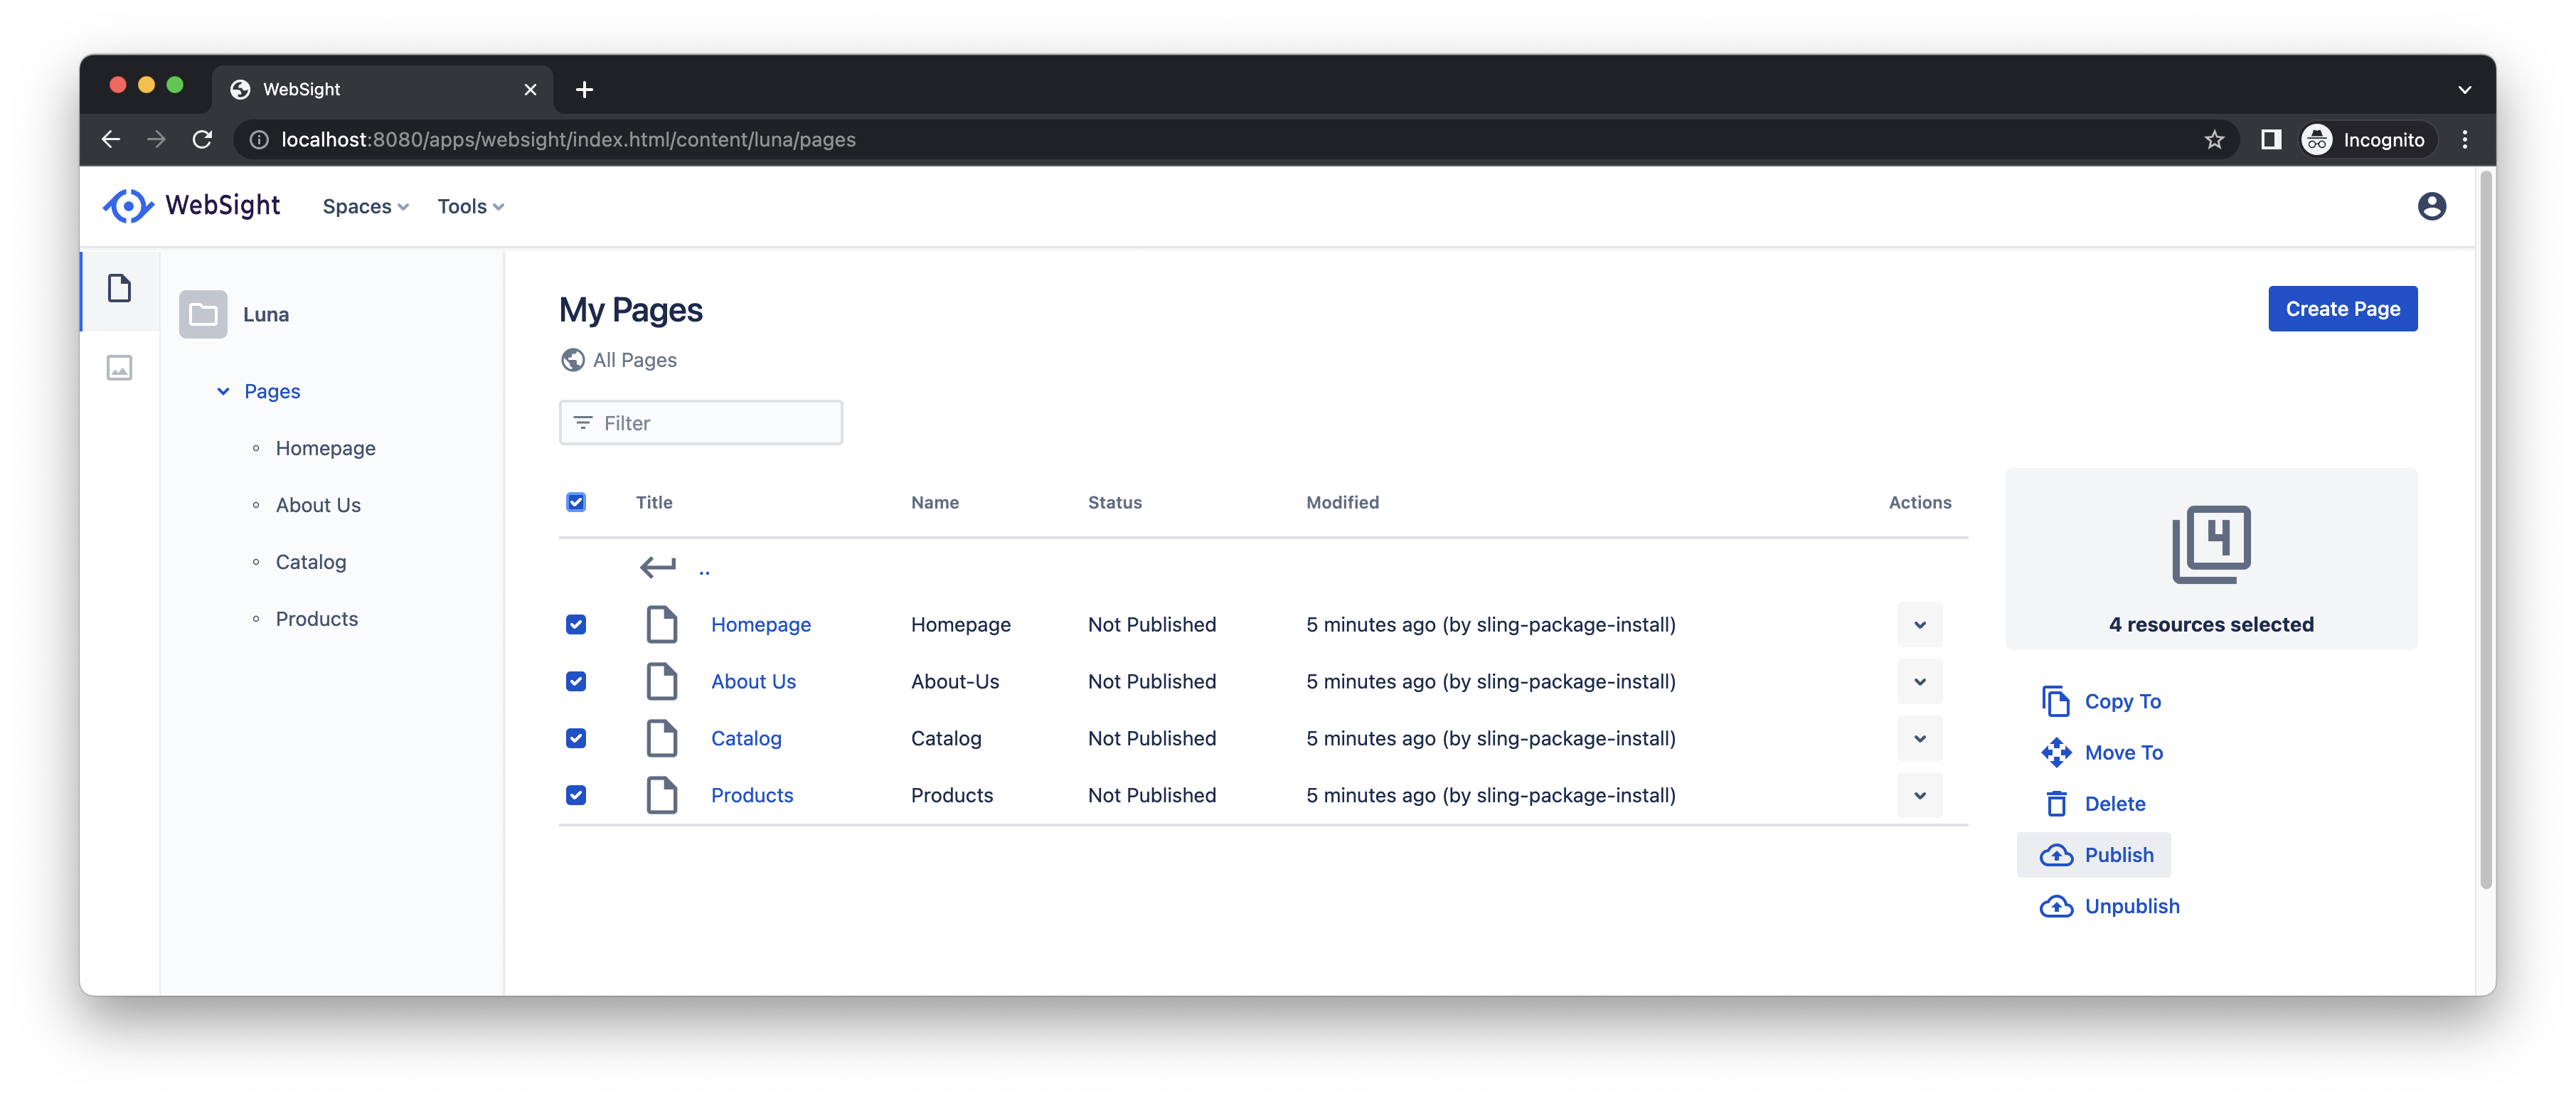 WebSight
localhost:8080/apps/websight/index.html/content/luna/pages
Incognito
WebSight Spaces Tools
Luna
Pages
Homepage
About Us
Catalog
Products
My Pages
Create Page
All Pages
Filter
Title Name Status Modified Actions
..
Homepage Homepage Not Published 5 minutes ago (by sling-package-install)
About Us About-Us Not Published 5 minutes ago (by sling-package-install)
Catalog Catalog Not Published 5 minutes ago (by sling-package-install)
Products Products Not Published 5 minutes ago (by sling-package-install)
4
4 resources selected
Copy To
Move To
Delete
Publish
Unpublish